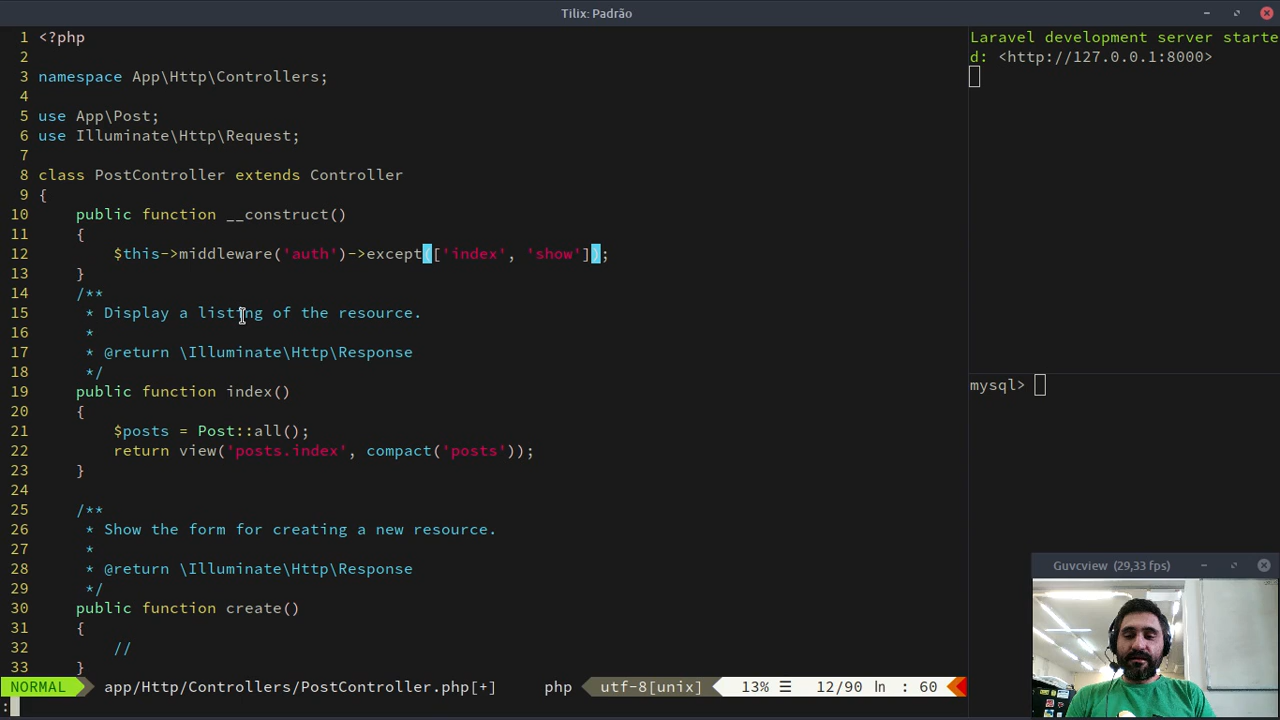 Tilix: Padrão
1 <?php
2
3 namespace App\Http\Controllers;
4
5 use App\Post;
6 use Illuminate\Http\Request;
7
8 class PostController extends Controller
9 {
10     public function __construct()
11     {
12         $this->middleware('auth')->except(['index', 'show']);
13     }
14     /**
15      * Display a listing of the resource.
16      *
17      * @return \Illuminate\Http\Response
18      */
19     public function index()
20     {
21         $posts = Post::all();
22         return view('posts.index', compact('posts'));
23     }
24
25     /**
26      * Show the form for creating a new resource.
27      *
28      * @return \Illuminate\Http\Response
29      */
30     public function create()
31     {
32         //
33     }
NORMAL app/Http/Controllers/PostController.php[+] php utf-8[unix] 13% ☰ 12/90 ln : 60
:
Laravel development server starte
d: <http://127.0.0.1:8000>
mysql>
Guvcview (29,33 fps)